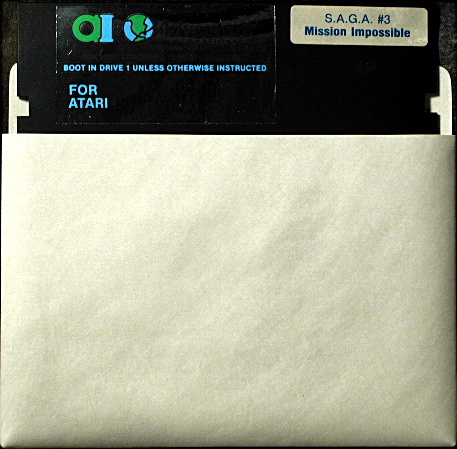 aI
BOOT IN DRIVE 1 UNLESS OTHERWISE INSTRUCTED
FOR
ATARI
S.A.G.A. #3
Mission Impossible